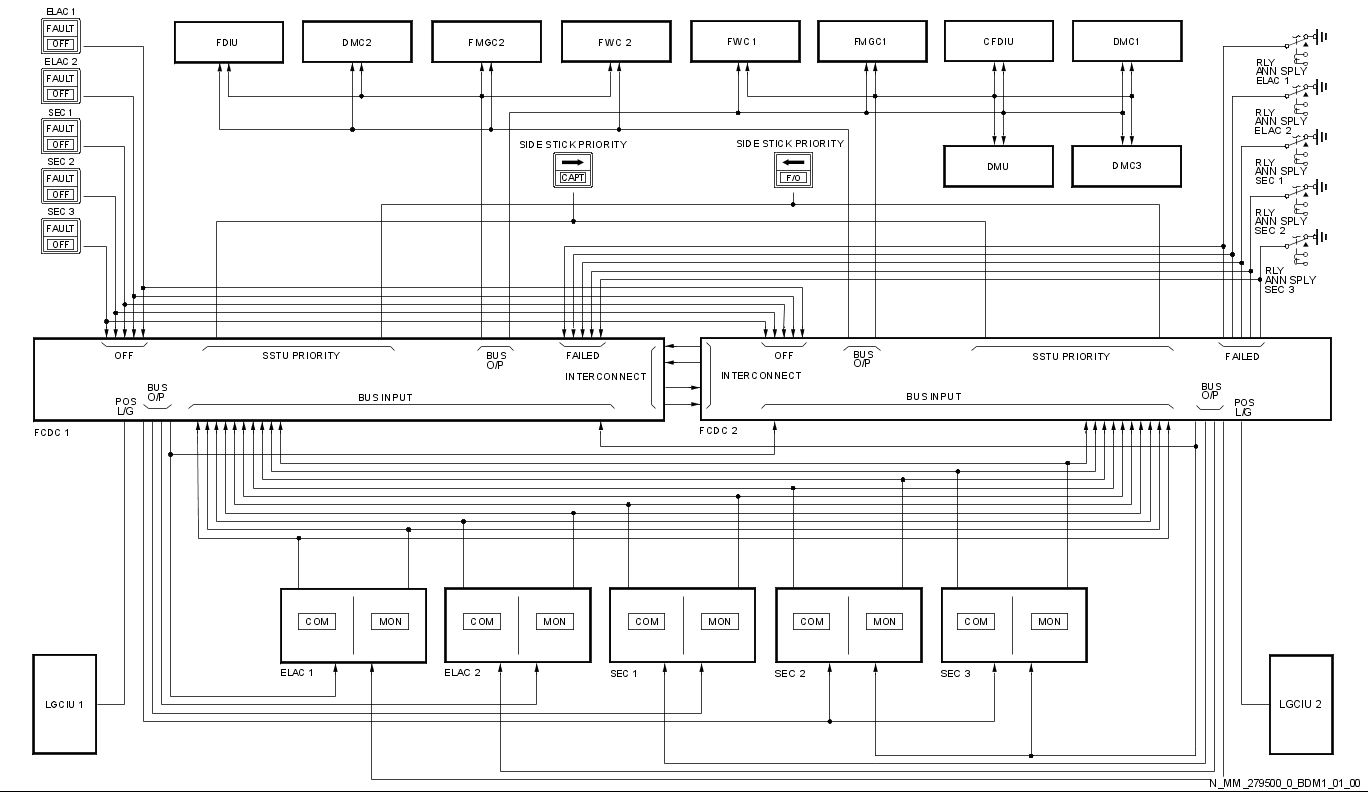 ELAC 1
FAULT
OFF
ELAC 2
FAULT
OFF
SEC 1
FAULT
OFF
SEC 2
FAULT
OFF
SEC 3
FAULT
OFF
FDIU
DMC2
FMGC2
FWC 2
FWC 1
FMGC1
CFDIU
DMC1
DMU
DMC3
SIDE STICK PRIORITY
CAPT
SIDE STICK PRIORITY
F/O
RLY
ANN SPLY
ELAC 1
RLY
ANN SPLY
ELAC 2
RLY
ANN SPLY
SEC 1
RLY
ANN SPLY
SEC 2
RLY
ANN SPLY
SEC 3
OFF
SSTU PRIORITY
BUS
O/P
FAILED
INTERCONNECT
POS
L/G
BUS
O/P
BUS INPUT
FCDC 1
OFF
BUS
O/P
SSTU PRIORITY
FAILED
INTERCONNECT
BUS INPUT
BUS
O/P
POS
L/G
FCDC 2
COM
MON
ELAC 1
COM
MON
ELAC 2
COM
MON
SEC 1
COM
MON
SEC 2
COM
MON
SEC 3
LGCIU 1
LGCIU 2
N_MM_279500_0_BDM1_01_00